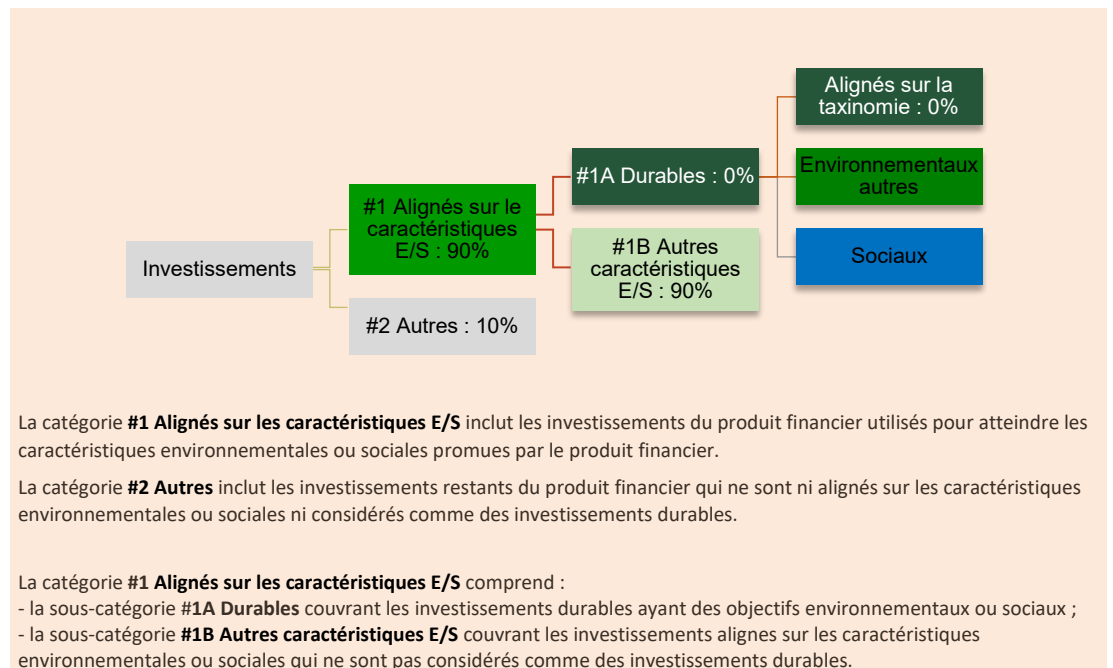 Alignés sur la
taxinomie : 0%
#1A Durables : 0%
Environnementaux
autres
#1 Alignés sur le
caractéristiques
E/S : 90%
#1B Autres
caractéristiques
E/S : 90%
Sociaux
Investissements
#2 Autres : 10%
La catégorie #1 Alignés sur les caractéristiques E/S inclut les investissements du produit financier utilisés pour atteindre les
caractéristiques environnementales ou sociales promues par le produit financier.
La catégorie #2 Autres inclut les investissements restants du produit financier qui ne sont ni alignés sur les caractéristiques
environnementales ou sociales ni considérés comme des investissements durables.
La catégorie #1 Alignés sur les caractéristiques E/S comprend :
- la sous-catégorie #1A Durables couvrant les investissements durables ayant des objectifs environnementaux ou sociaux ;
- la sous-catégorie #1B Autres caractéristiques E/S couvrant les investissements alignes sur les caractéristiques
environnementales ou sociales qui ne sont pas considérés comme des investissements durables.